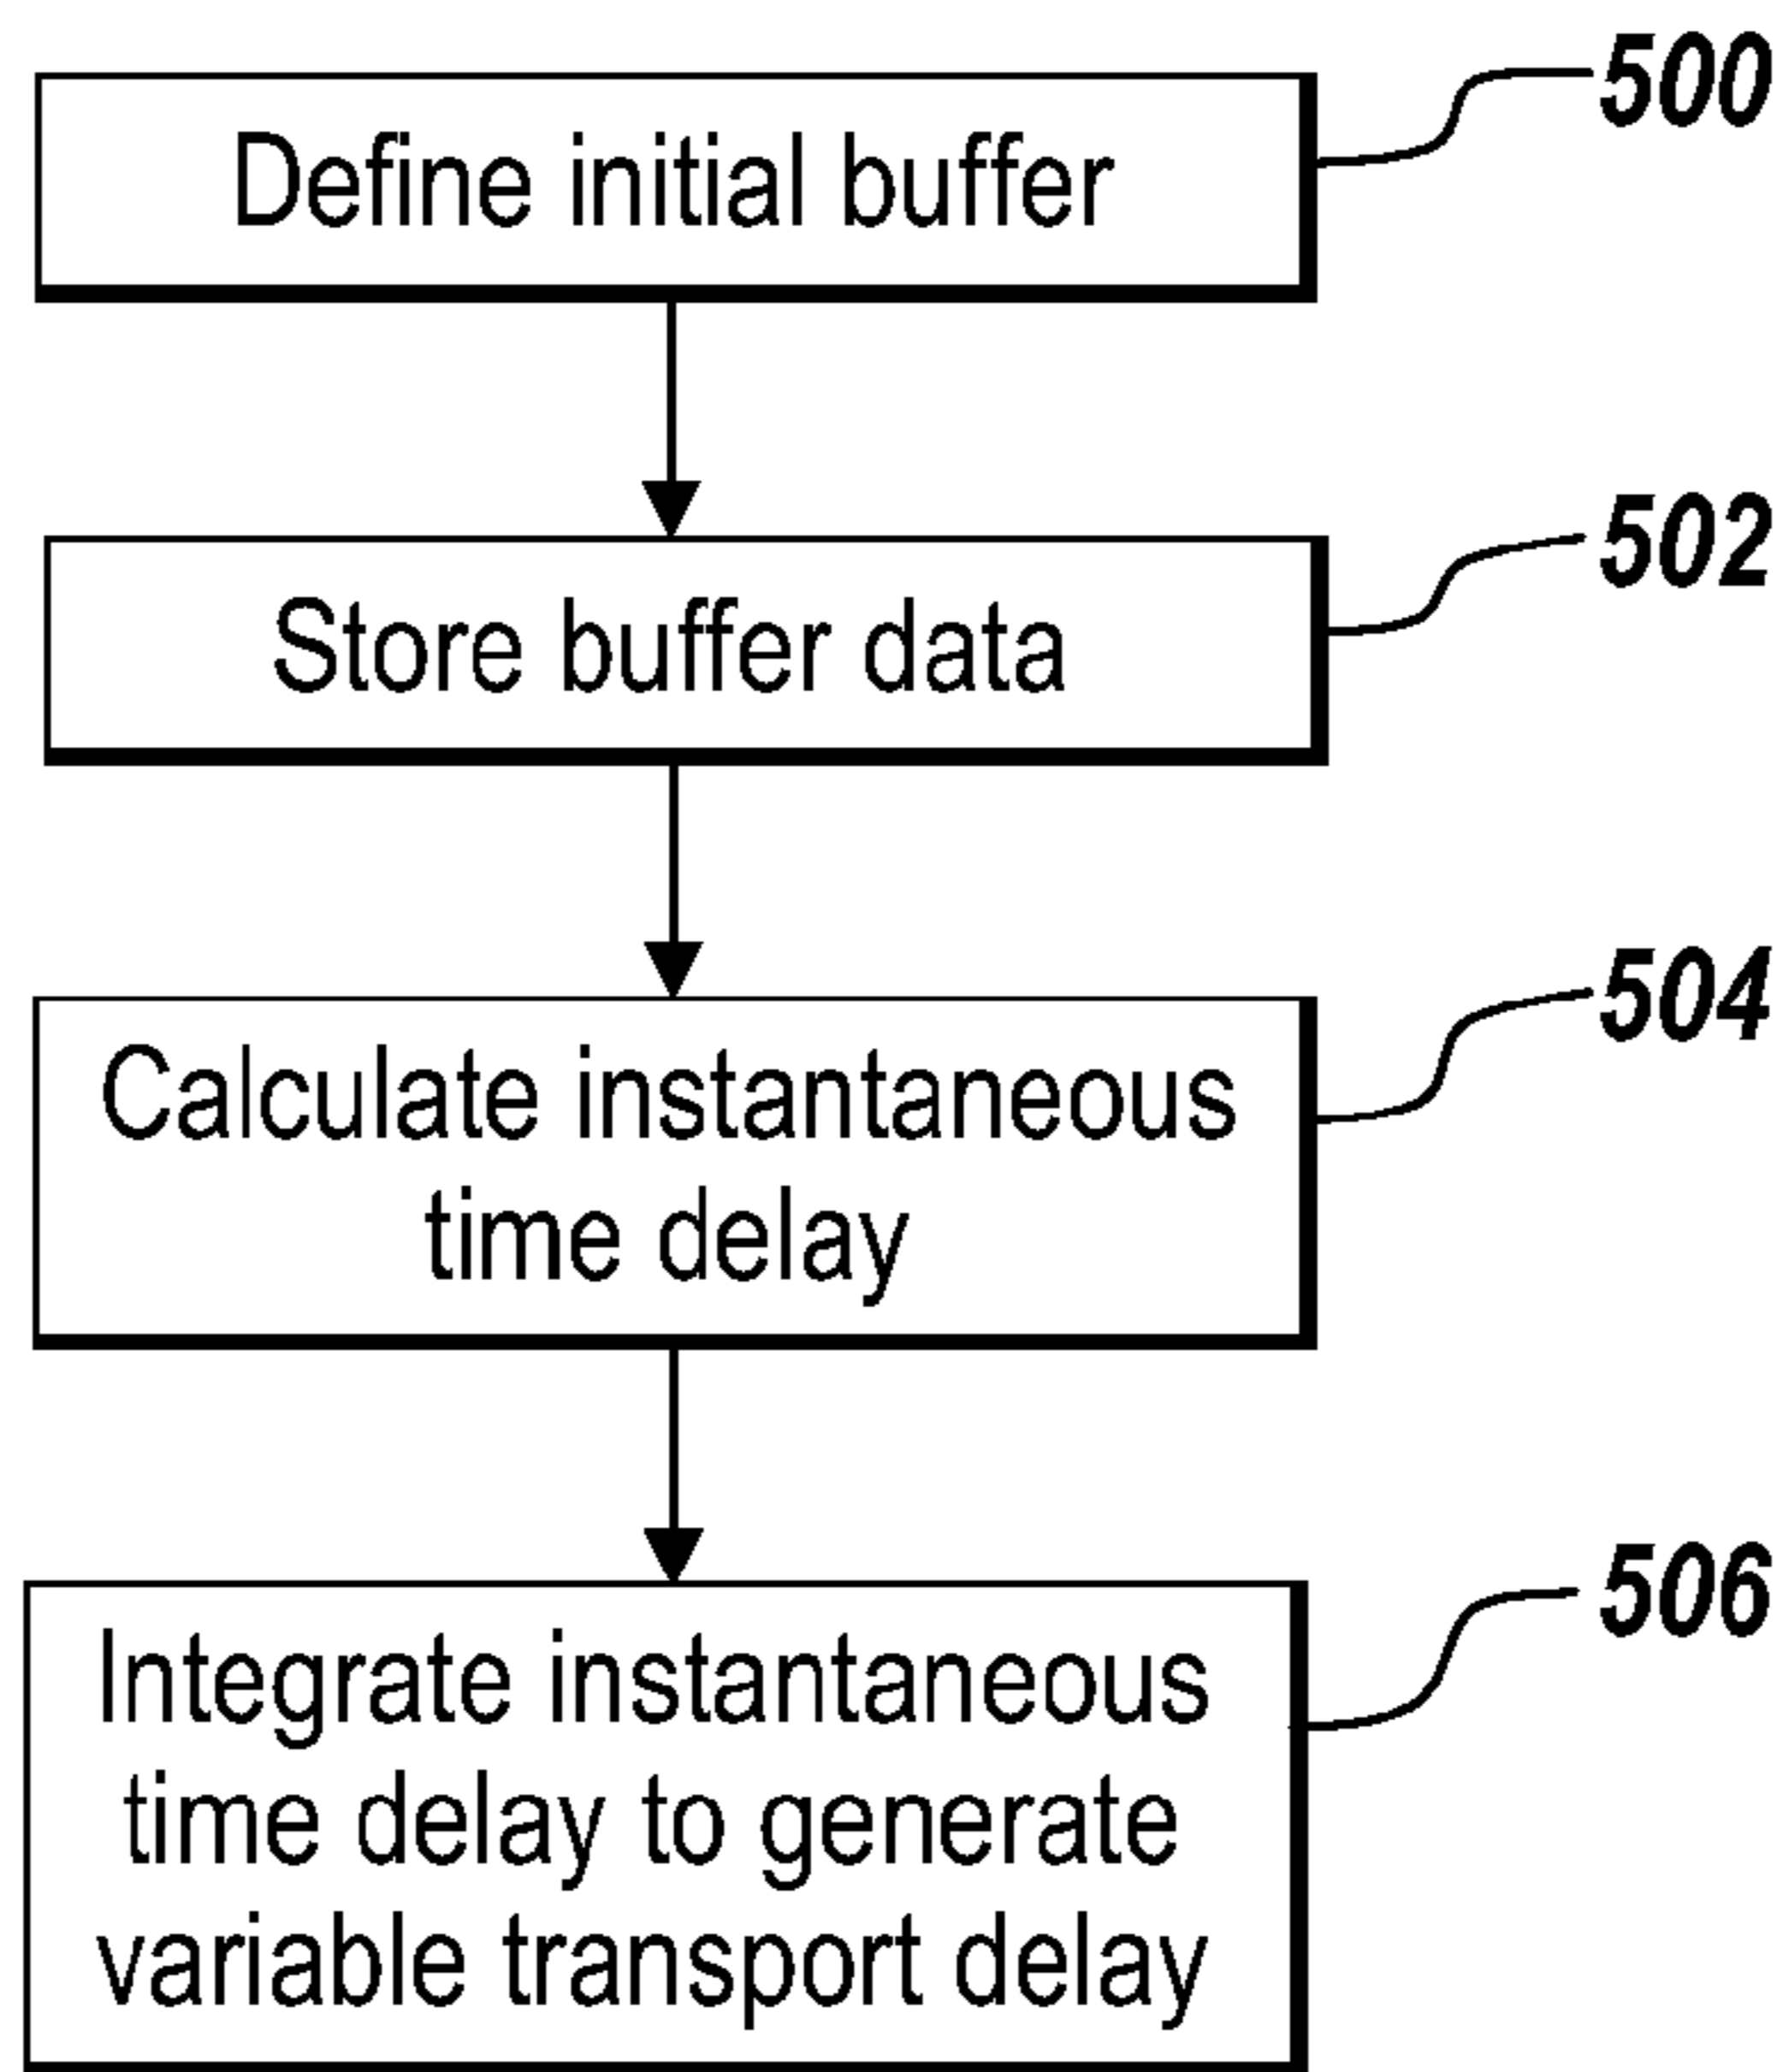 500
Define initial buffer
502
Store buffer data
504
Calculate instantaneous
time delay
506
Integrate instantaneous
time delay to generate
variable transport delay